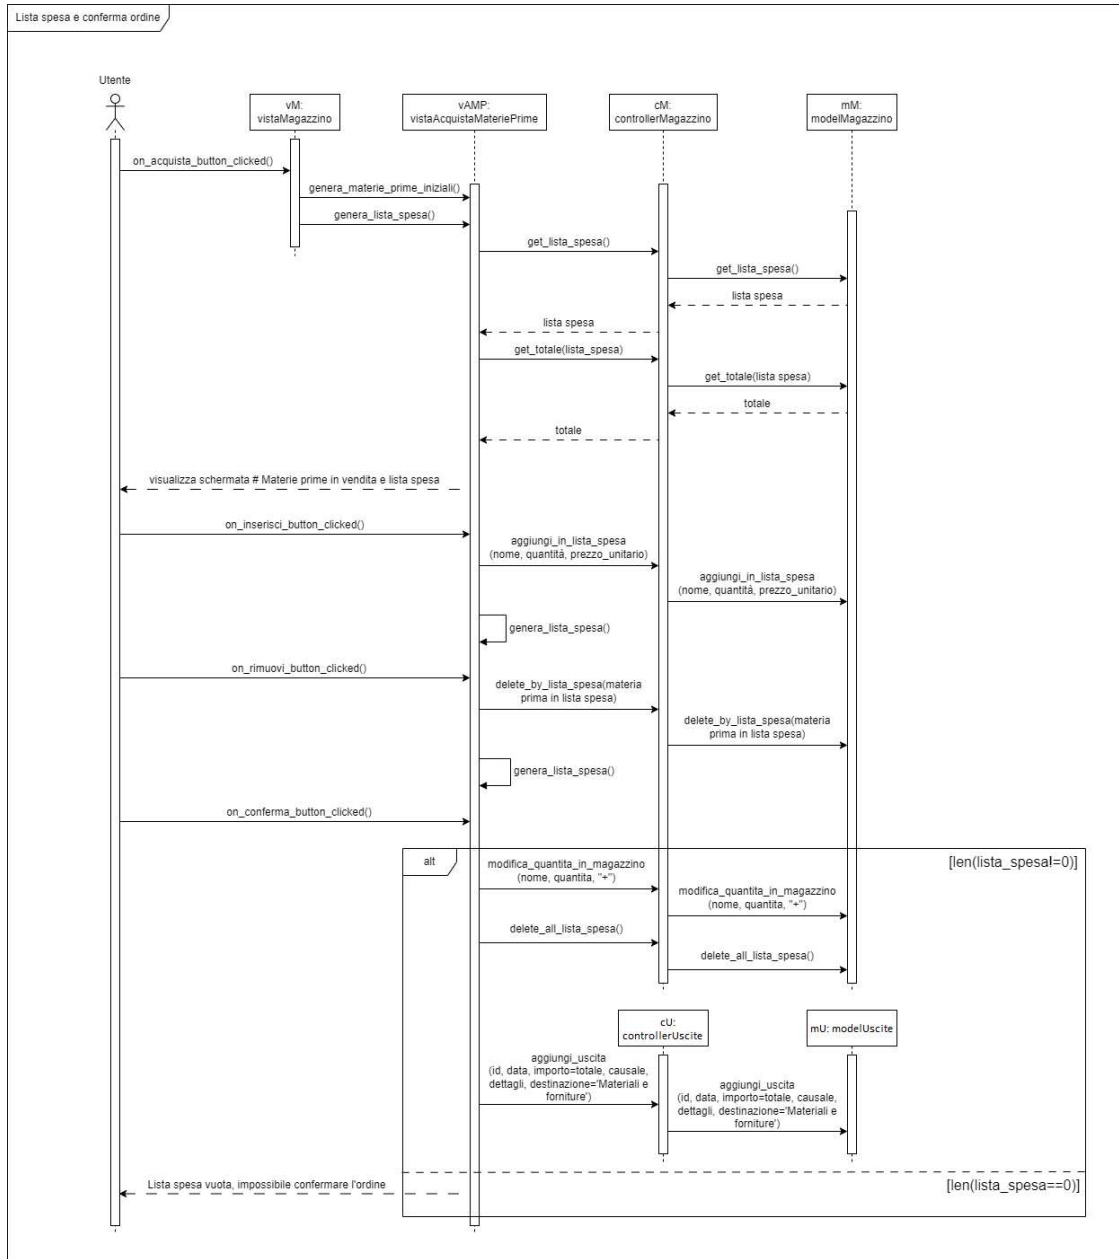 Lista spesa e conferma ordine
Utente
vM:
vistaMagazzino
vAMP:
vistaAcquistaMateriePrime
cM:
controllerMagazzino
mM:
modelMagazzino
on_acquista_button_clicked()
genera_materie_prime_iniziali()
genera_lista_spesa()
get_lista_spesa()
get_lista_spesa()
lista spesa
lista spesa
get_totale(lista_spesa)
get_totale(lista spesa)
totale
totale
visualizza schermata # Materie prime in vendita e lista spesa
on_inserisci_button_clicked()
aggiungi_in_lista_spesa
(nome, quantità, prezzo_unitario)
aggiungi_in_lista_spesa
(nome, quantità, prezzo_unitario)
genera_lista_spesa()
on_rimuovi_button_clicked()
delete_by_lista_spesa(materia
prima in lista spesa)
delete_by_lista_spesa(materia
prima in lista spesa)
genera_lista_spesa()
on_conferma_button_clicked()
alt
[len(lista_spesa!=0)]
modifica_quantita_in_magazzino
(nome, quantita, "+")
modifica_quantita_in_magazzino
(nome, quantita, "+")
delete_all_lista_spesa()
delete_all_lista_spesa()
cU:
controllerUscite
mU: modelUscite
aggiungi_uscita
(id, data, importo=totale, causale,
dettagli, destinazione='Materiali e
forniture')
aggiungi_uscita
(id, data, importo=totale, causale,
dettagli, destinazione='Materiali e
forniture')
Lista spesa vuota, impossibile confermare l'ordine
[len(lista_spesa==0)]